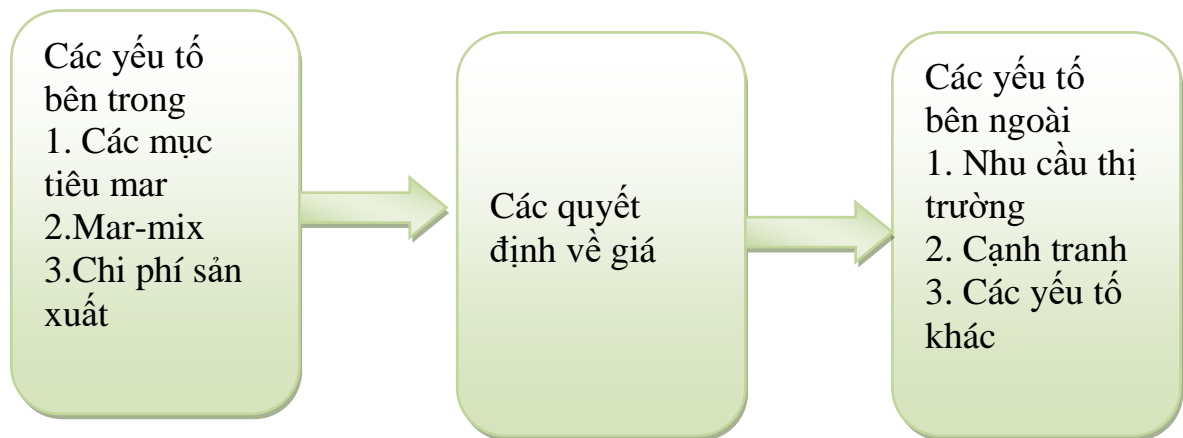 Các yếu tố
bên trong
1. Các mục
tiêu mar
2.Mar-mix
3.Chi phí sản
xuất
Các quyết
định về giá
Các yếu tố
bên ngoài
1. Nhu cầu thị
trường
2. Cạnh tranh
3. Các yếu tố
khác